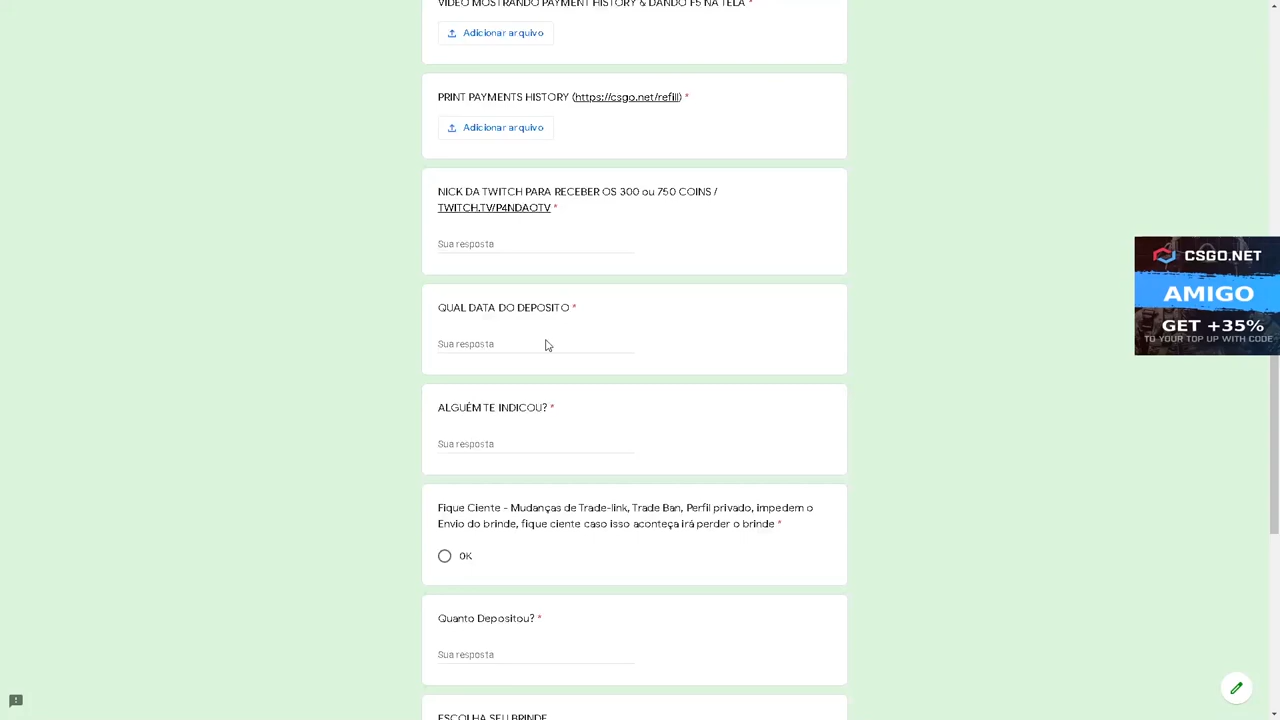 VIDEO MOSTRANDO PAYMENT HISTORY & DANDO F5 NA TELA *
Adicionar arquivo
PRINT PAYMENTS HISTORY (https://csgo.net/refill) *
Adicionar arquivo
NICK DA TWITCH PARA RECEBER OS 300 ou 750 COINS /
TWITCH.TV/P4NDAOTV *
Sua resposta
QUAL DATA DO DEPOSITO *
Sua resposta
ALGUÉM TE INDICOU? *
Sua resposta
Fique Ciente - Mudanças de Trade-link, Trade Ban, Perfil privado, impedem o
Envio do brinde, fique ciente caso isso aconteça irá perder o brinde *
OK
Quanto Depositou? *
Sua resposta
ESCOLHA SEU BRINDE
CSGO.NET
AMIGO
GET +35%
TO YOUR TOP UP WITH CODE